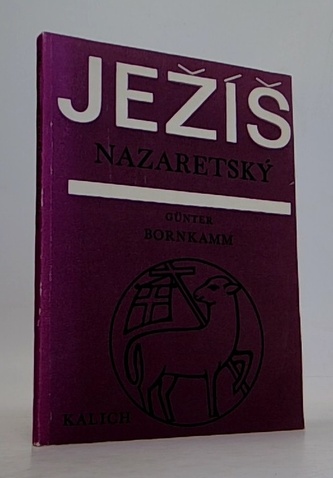 JEŽÍŠ
NAZARETSKÝ
GÜNTER
BORNKAMM
KALICH